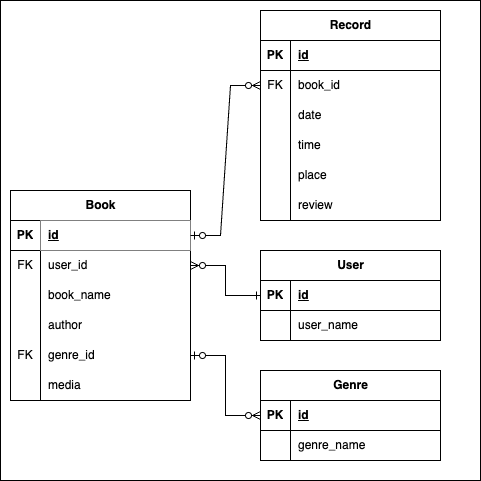 Record
PK id
FK book_id
date
time
place
review
Book
PK id
FK user_id
book_name
author
FK genre_id
media
User
PK id
user_name
Genre
PK id
genre_name